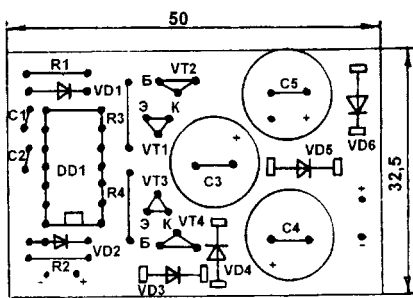 50
R1
VD1
Б VT2
C5
VD6
C1
R3
Э К
+
+
VT1
C2
DD1
C3
VD5
32,5
R4
VT3
Э К
VT4
C4
+
Б
VD2
R2
- +
VD3
VD4
+
-